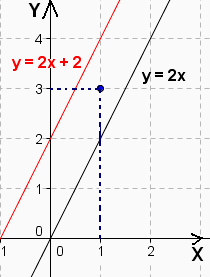 Y
4
y = 2x + 2
y = 2x
3
2
1
0
-1 0 1 2 X